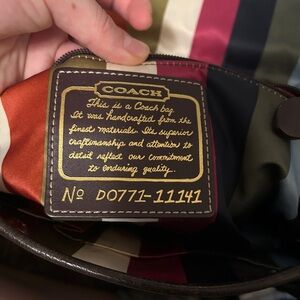 COACH
This is a Coach bag.
It was handcrafted from the
finest materials. Its superior
craftsmanship and attention to
detail reflect our commitment
to enduring quality.
Nº DO771-11141